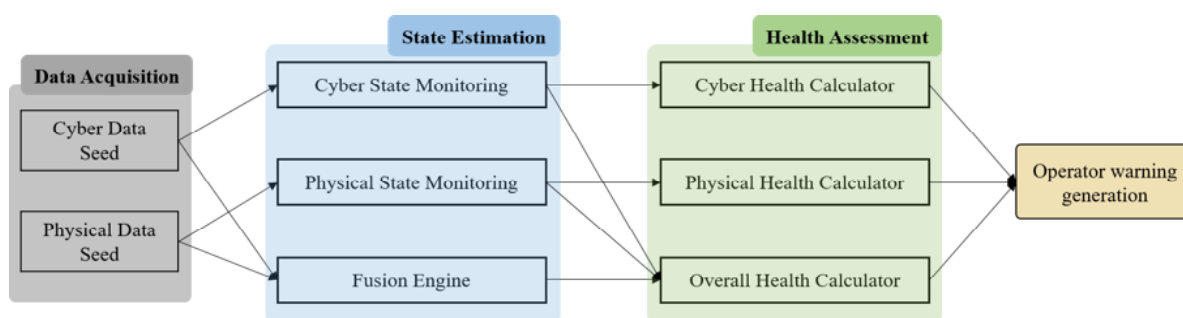 Data Acquisition
Cyber Data
Seed
Physical Data
Seed
State Estimation
Cyber State Monitoring
Physical State Monitoring
Fusion Engine
Health Assessment
Cyber Health Calculator
Physical Health Calculator
Overall Health Calculator
Operator warning
generation